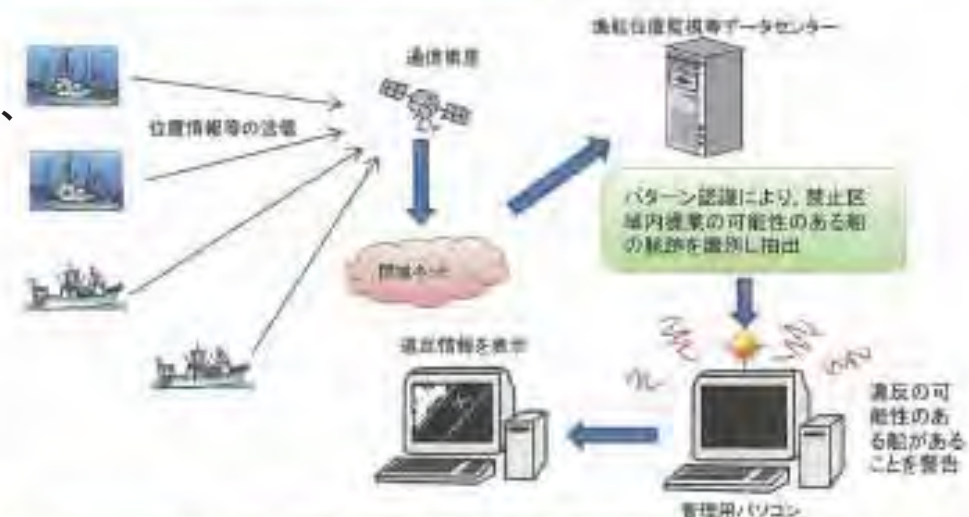 漁船位置監視等データセンター
通信衛星
位置情報等の送信
パターン認識により、禁止区
域内操業の可能性のある船
の航跡を識別し抽出
閉域ネット
違反情報を表示
違反の可
能性のあ
る船がある
ことを警告
管理用パソコン